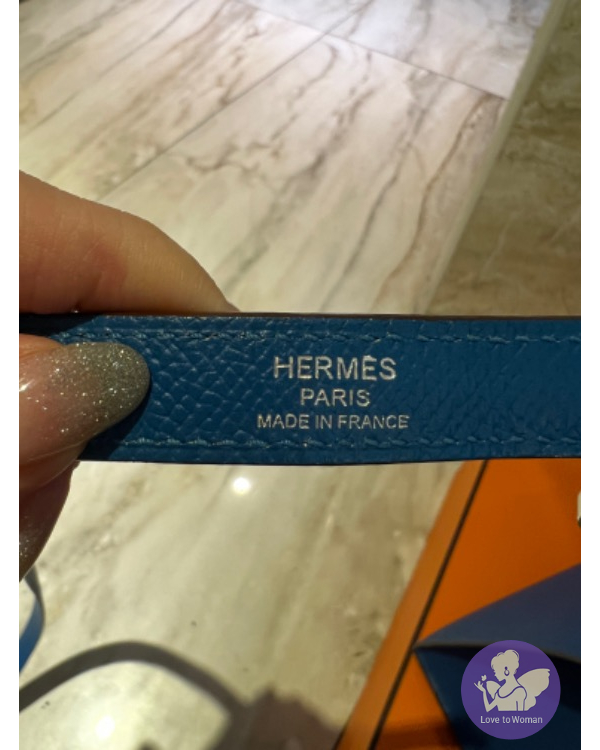 HERMÈS
PARIS
MADE IN FRANCE
Love to Woman